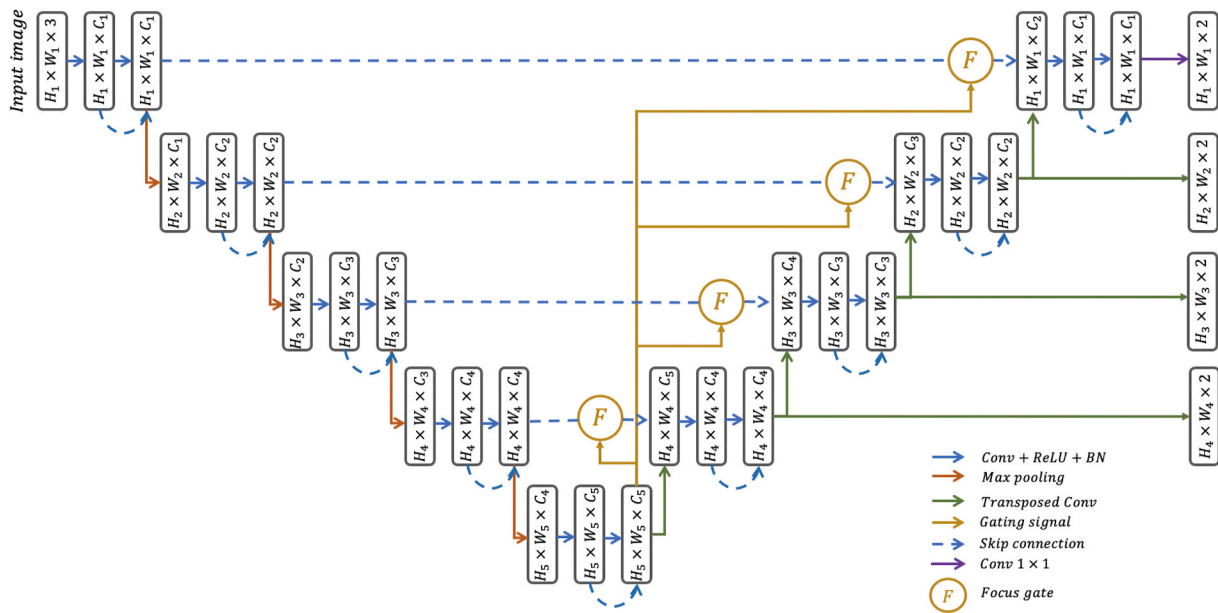 Input image
H₁ × W₁ × 3
H₁ × W₁ × C₁
H₁ × W₁ × C₁
F
H₁ × W₁ × C₂
H₁ × W₁ × C₁
H₁ × W₁ × C₁
H₁ × W₁ × 2
H₂ × W₂ × C₁
H₂ × W₂ × C₂
H₂ × W₂ × C₂
F
H₂ × W₂ × C₃
H₂ × W₂ × C₂
H₂ × W₂ × C₂
H₂ × W₂ × 2
H₃ × W₃ × C₂
H₃ × W₃ × C₃
H₃ × W₃ × C₃
F
H₃ × W₃ × C₄
H₃ × W₃ × C₃
H₃ × W₃ × C₃
H₃ × W₃ × 2
H₄ × W₄ × C₃
H₄ × W₄ × C₄
H₄ × W₄ × C₄
F
H₄ × W₄ × C₅
H₄ × W₄ × C₄
H₄ × W₄ × C₄
H₄ × W₄ × 2
H₅ × W₅ × C₄
H₅ × W₅ × C₅
H₅ × W₅ × C₅
Conv + ReLU + BN
Max pooling
Transposed Conv
Gating signal
Skip connection
Conv 1 × 1
F Focus gate